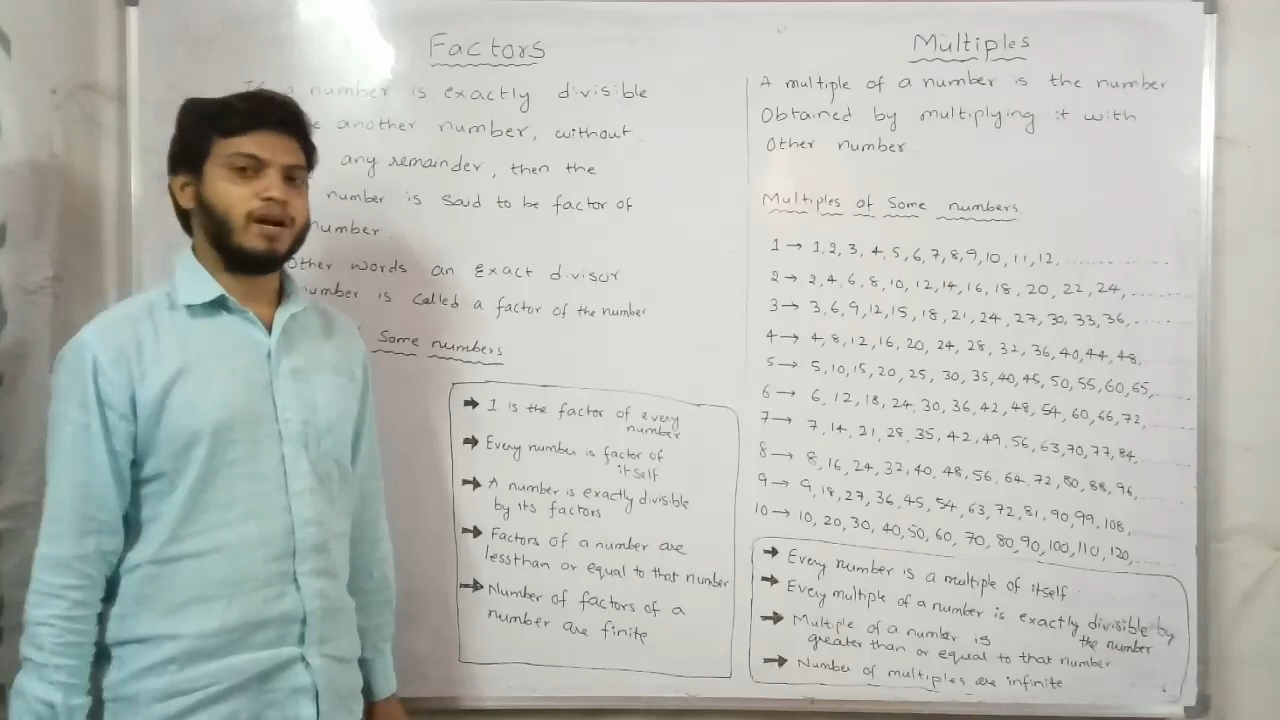 Factors
a number is exactly divisible
another number, without
any remainder, then the
number is said to be factor of
number.
Other words an Exact divisor
number is called a factor of the number
Some numbers
→ 1 is the factor of every
number
→ Every number is factor of
itself
→ A number is exactly divisible
by its factors
→ Factors of a number are
lessthan or equal to that number
→ Number of factors of a
number are finite
Multiples
A multiple of a number is the number
Obtained by multiplying it with
Other number.
Multiples of Some numbers
1 → 1, 2, 3, 4, 5, 6, 7, 8, 9, 10, 11, 12, ..............
2 → 2, 4, 6, 8, 10, 12, 14, 16, 18, 20, 22, 24, ........
3 → 3, 6, 9, 12, 15, 18, 21, 24, 27, 30, 33, 36, ......
4 → 4, 8, 12, 16, 20, 24, 28, 32, 36, 40, 44, 48, ......
5 → 5, 10, 15, 20, 25, 30, 35, 40, 45, 50, 55, 60, 65, ......
6 → 6, 12, 18, 24, 30, 36, 42, 48, 54, 60, 66, 72, ......
7 → 7, 14, 21, 28, 35, 42, 49, 56, 63, 70, 77, 84, ......
8 → 8, 16, 24, 32, 40, 48, 56, 64, 72, 80, 88, 96, ......
9 → 9, 18, 27, 36, 45, 54, 63, 72, 81, 90, 99, 108, ......
10 → 10, 20, 30, 40, 50, 60, 70, 80, 90, 100, 110, 120, ......
→ Every number is a multiple of itself
→ Every multiple of a number is exactly divisible by
the number
→ Multiple of a number is
greater than or equal to that number
→ Number of multiples are infinite